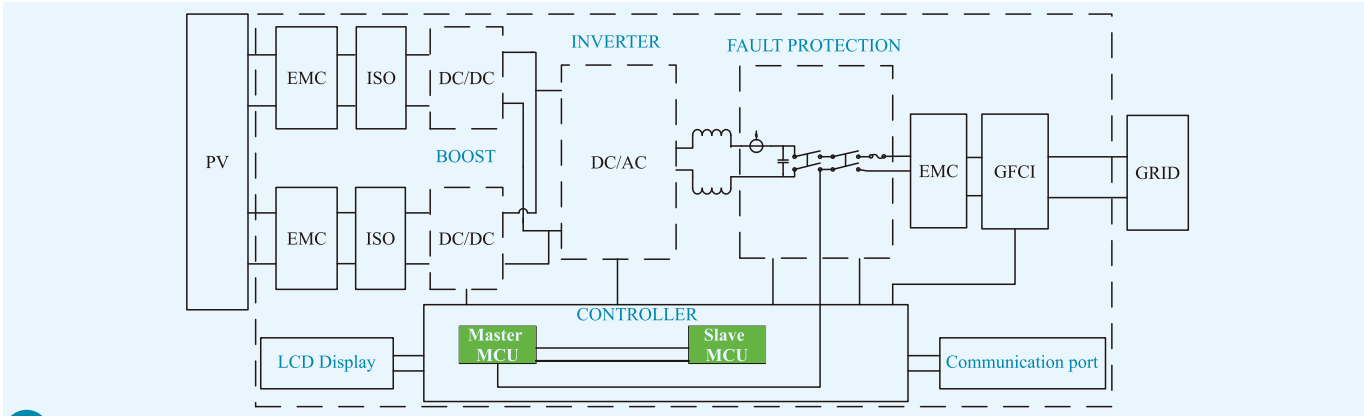 INVERTER
FAULT PROTECTION
EMC
ISO
DC/DC
BOOST
PV
DC/AC
EMC
GFCI
GRID
EMC
ISO
DC/DC
CONTROLLER
Master
MCU
Slave
MCU
LCD Display
Communication port